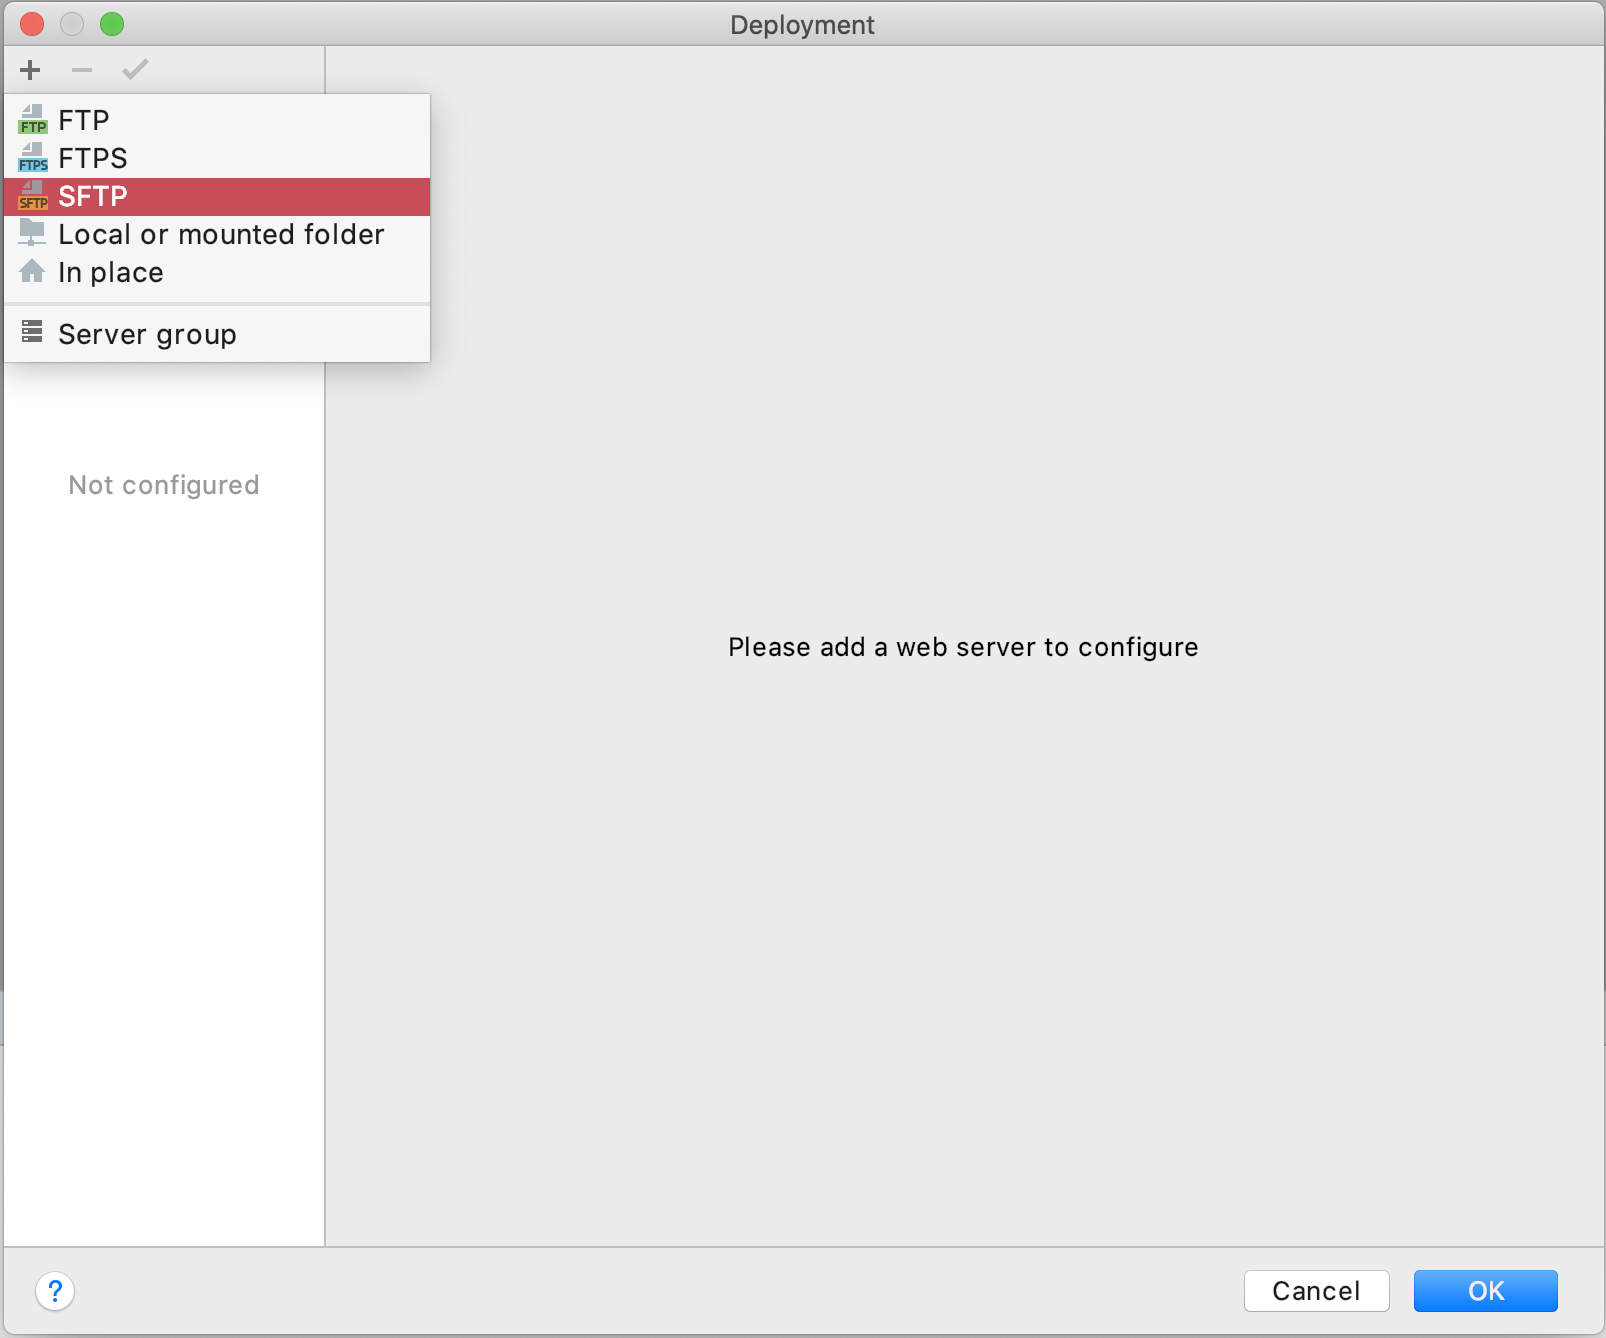 Deployment
FTP FTP
FTPS FTPS
SFTP SFTP
Local or mounted folder
In place
Server group
Not configured
Please add a web server to configure
? Cancel OK